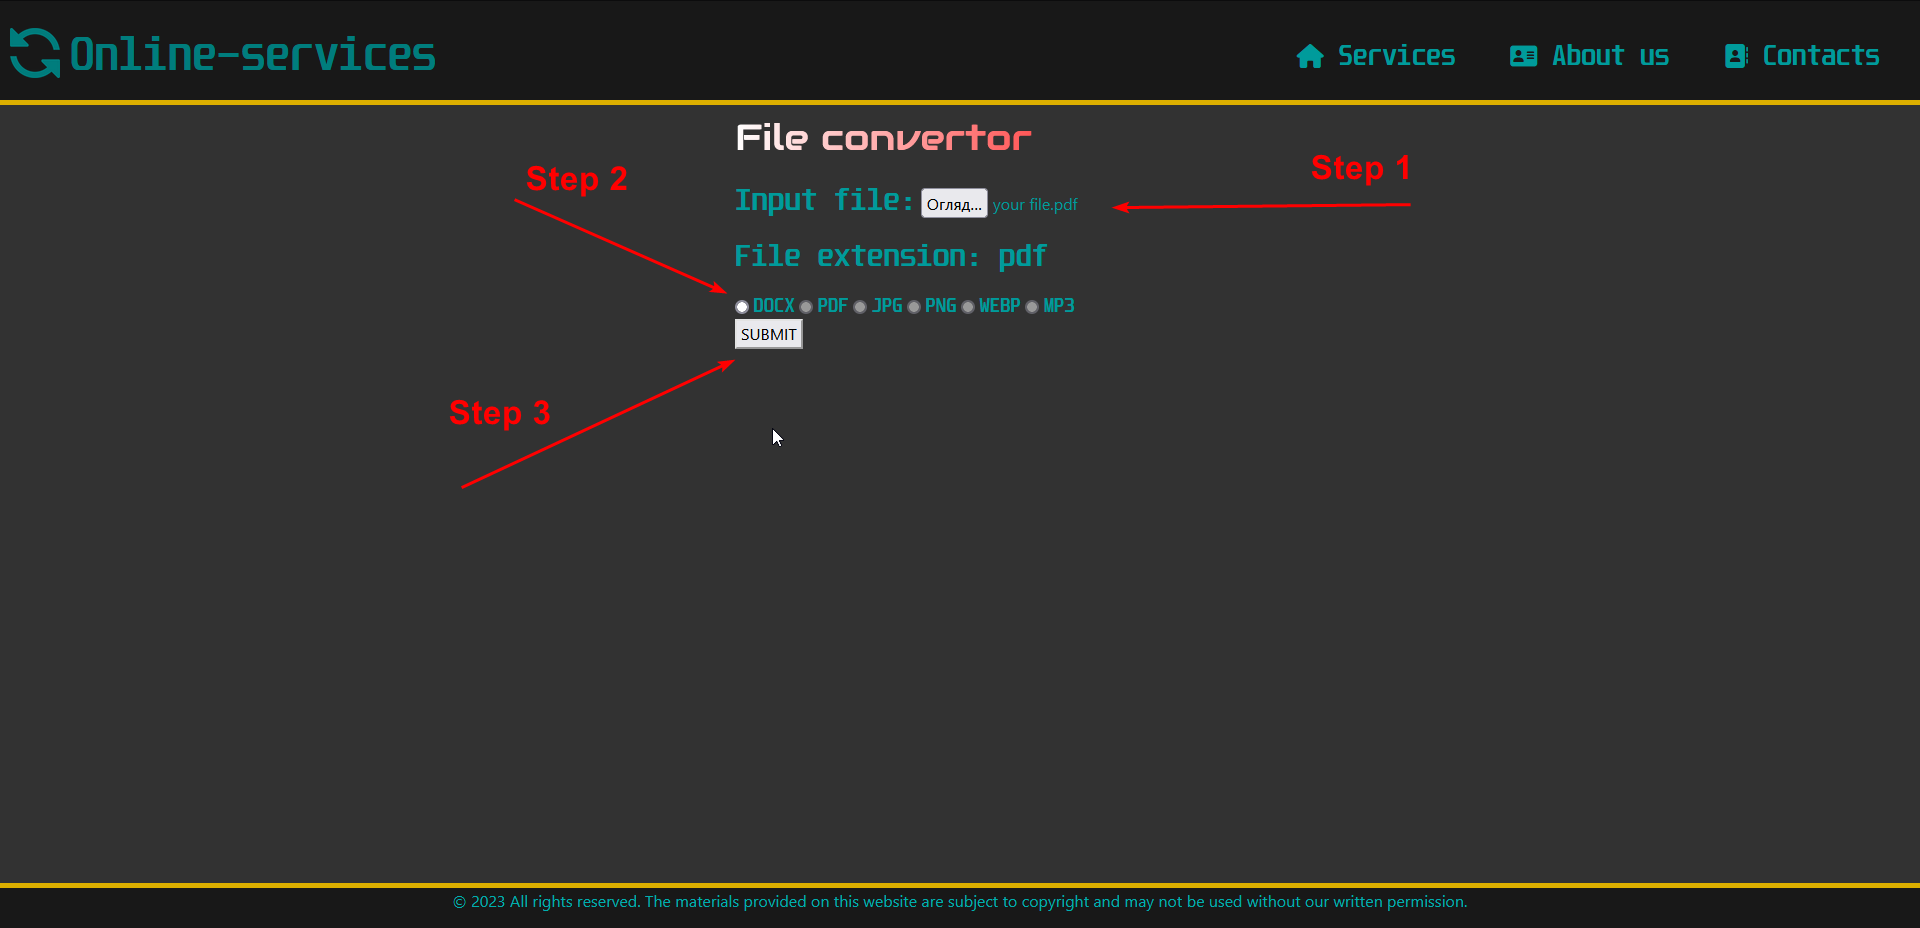 Online-services
Services
About us
Contacts
File convertor
Step 2
Step 1
Input file: Огляд... your file.pdf
File extension: pdf
DOCX PDF JPG PNG WEBP MP3
SUBMIT
Step 3
© 2023 All rights reserved. The materials provided on this website are subject to copyright and may not be used without our written permission.